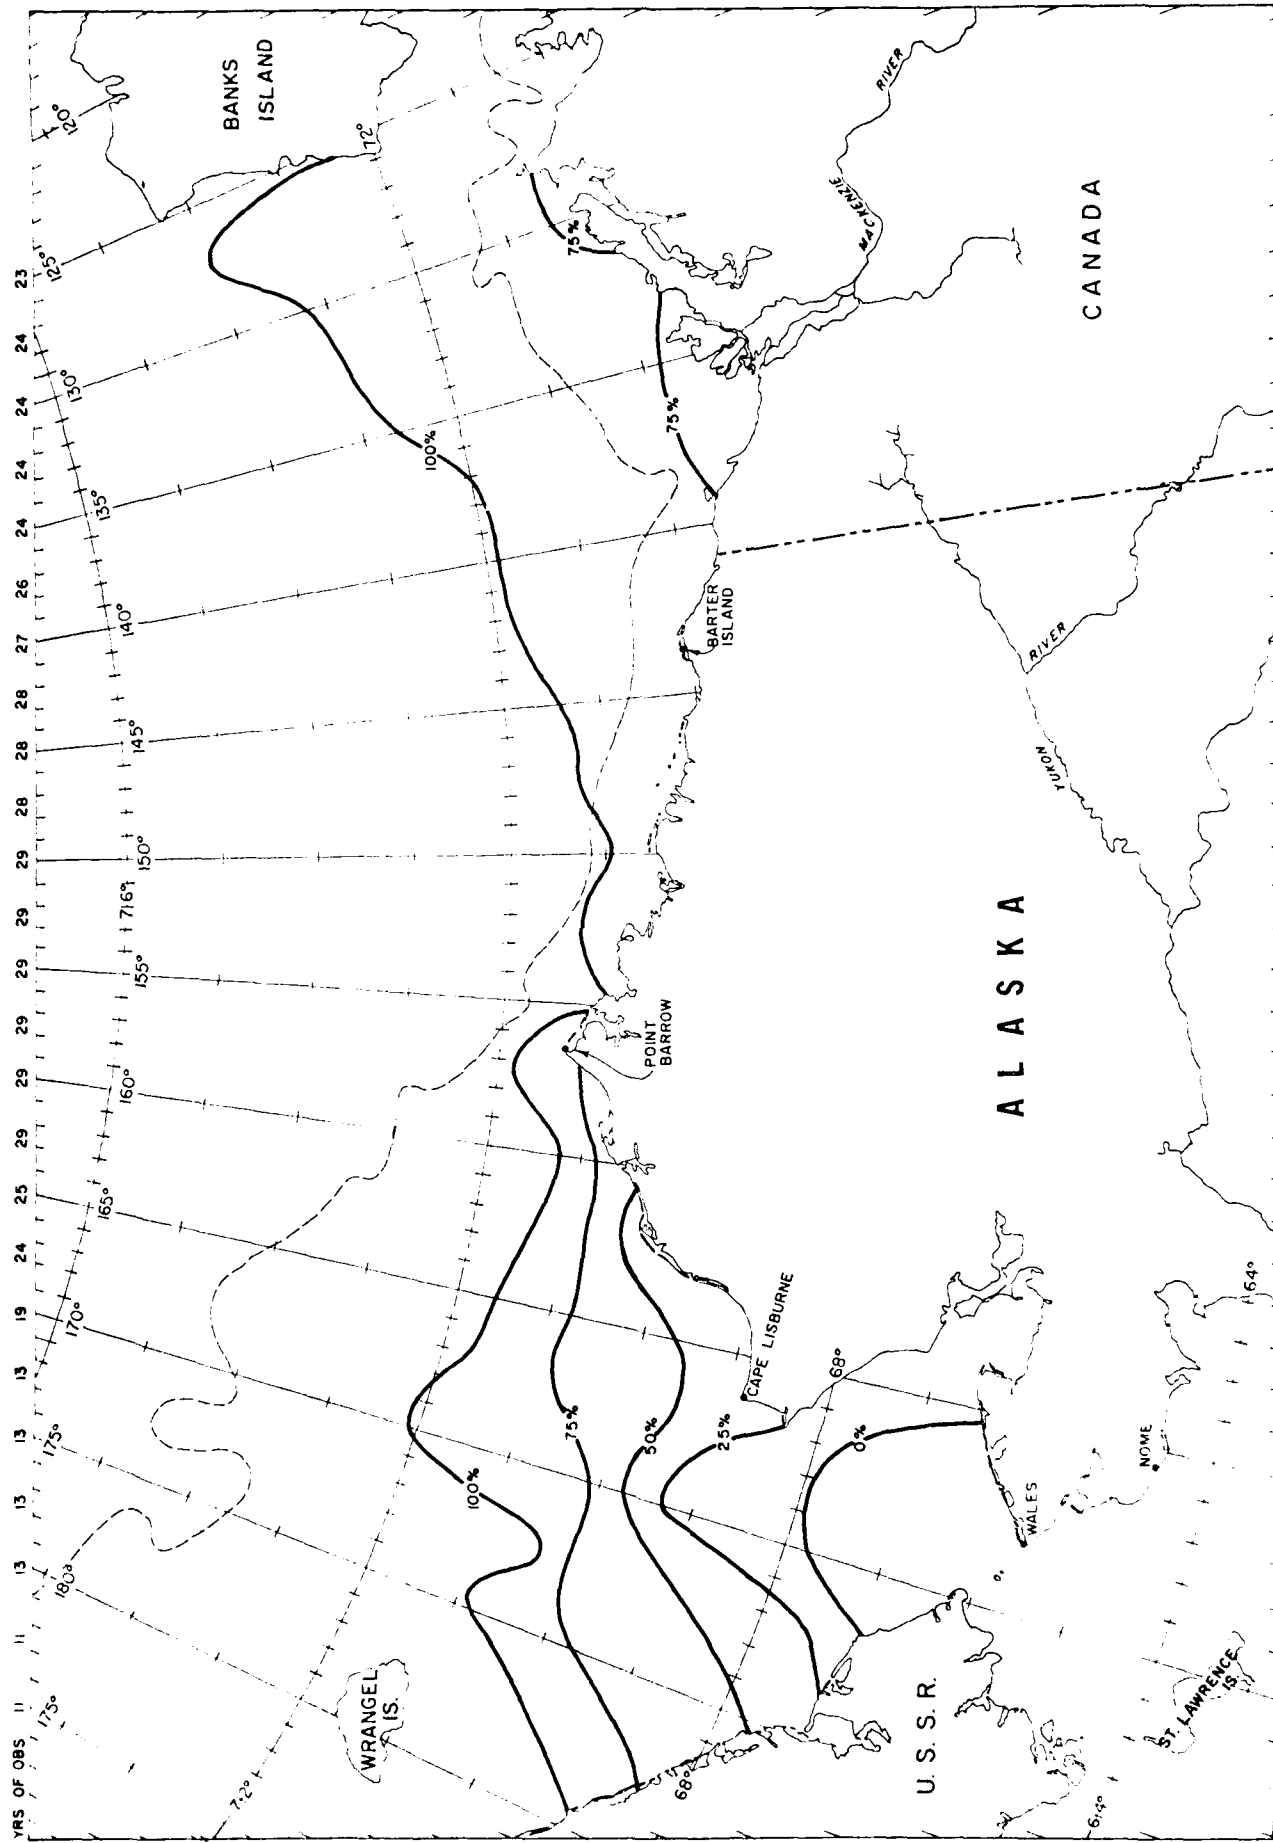 YRS OF OBS 11 11 13 13 13 13 19 24 25 29 29 29 29 29 29 28 28 28 27 26 24 24 24 24 23
175°
180°
175°
170°
165°
160°
155°
716°
150°
145°
140°
135°
130°
125°
120°
BANKS
ISLAND
72°
72°
WRANGEL
IS.
100%
100%
75%
75%
75%
50%
25%
0%
POINT
BARROW
BARTER
ISLAND
CAPE LISBURNE
68°
68°
U. S. S. R.
WALES
NOME
ALASKA
CANADA
MACKENZIE
RIVER
YUKON
RIVER
ST. LAWRENCE
IS.
64°
64°